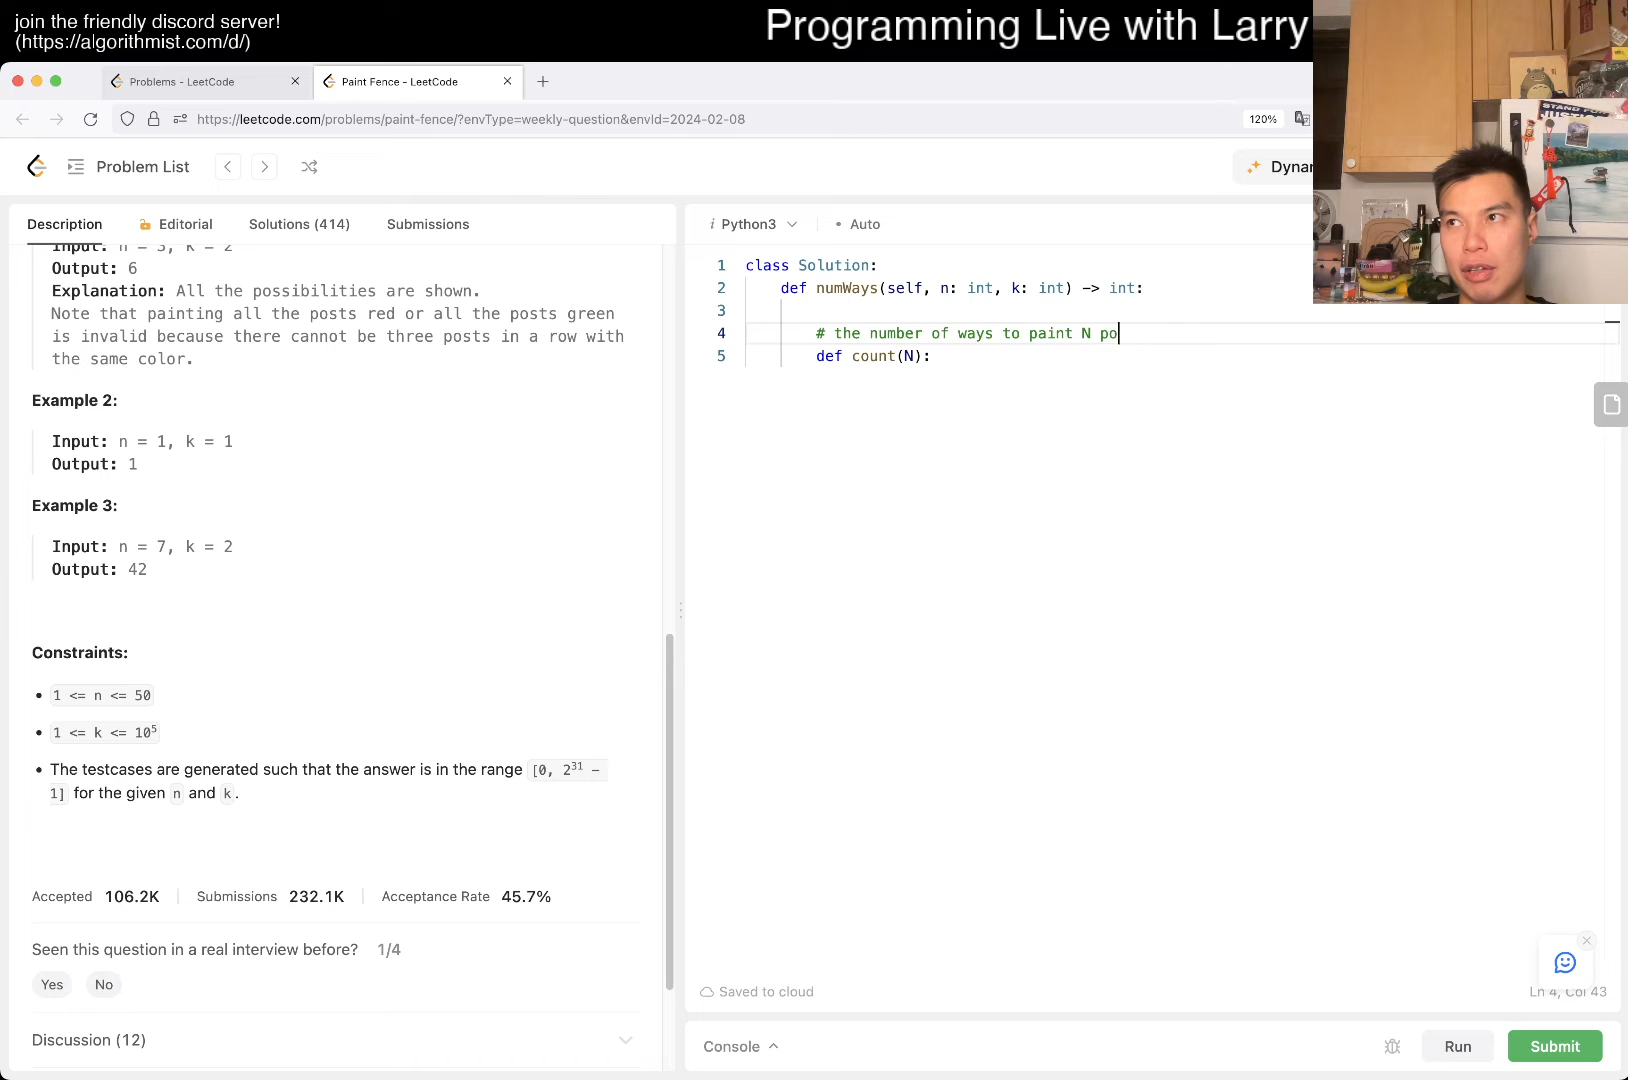 join the friendly discord server!
(https://algorithmist.com/d/)
Programming Live with Larry
Problems - LeetCode
Paint Fence - LeetCode
https://leetcode.com/problems/paint-fence/?envType=weekly-question&envId=2024-02-08
120%
Problem List
Description
Editorial
Solutions (414)
Submissions
Input: n = 3, k = 2
Output: 6
Explanation: All the possibilities are shown.
Note that painting all the posts red or all the posts green
is invalid because there cannot be three posts in a row with
the same color.
Example 2:
Input: n = 1, k = 1
Output: 1
Example 3:
Input: n = 7, k = 2
Output: 42
Constraints:
• 1 <= n <= 50
• 1 <= k <= 10⁵
• The testcases are generated such that the answer is in the range [0, 2³¹ −
1] for the given n and k.
Accepted 106.2K
Submissions 232.1K
Acceptance Rate 45.7%
Seen this question in a real interview before? 1/4
Yes
No
Discussion (12)
i Python3
• Auto
1 class Solution:
2 def numWays(self, n: int, k: int) -> int:
3
4 # the number of ways to paint N po
5 def count(N):
Saved to cloud
Ln 4, Col 43
Console
Run
Submit